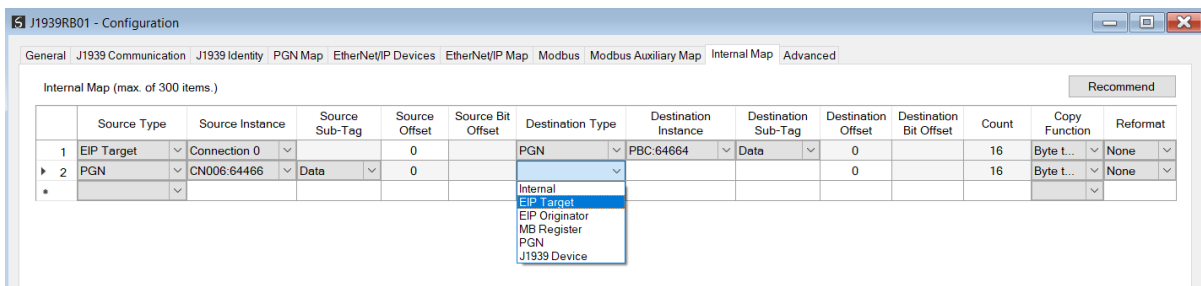 J1939RB01 - Configuration
General J1939 Communication J1939 Identity PGN Map EtherNet/IP Devices EtherNet/IP Map Modbus Modbus Auxiliary Map Internal Map Advanced
Internal Map (max. of 300 items.) Recommend
Source Type Source Instance Source Sub-Tag Source Offset Source Bit Offset Destination Type Destination Instance Destination Sub-Tag Destination Offset Destination Bit Offset Count Copy Function Reformat
1 EIP Target Connection 0 0 PGN PBC:64664 Data 0 16 Byte t... None
2 PGN CN006:64466 Data 0 0 16 Byte t... None
Internal
EIP Target
EIP Originator
MB Register
PGN
J1939 Device